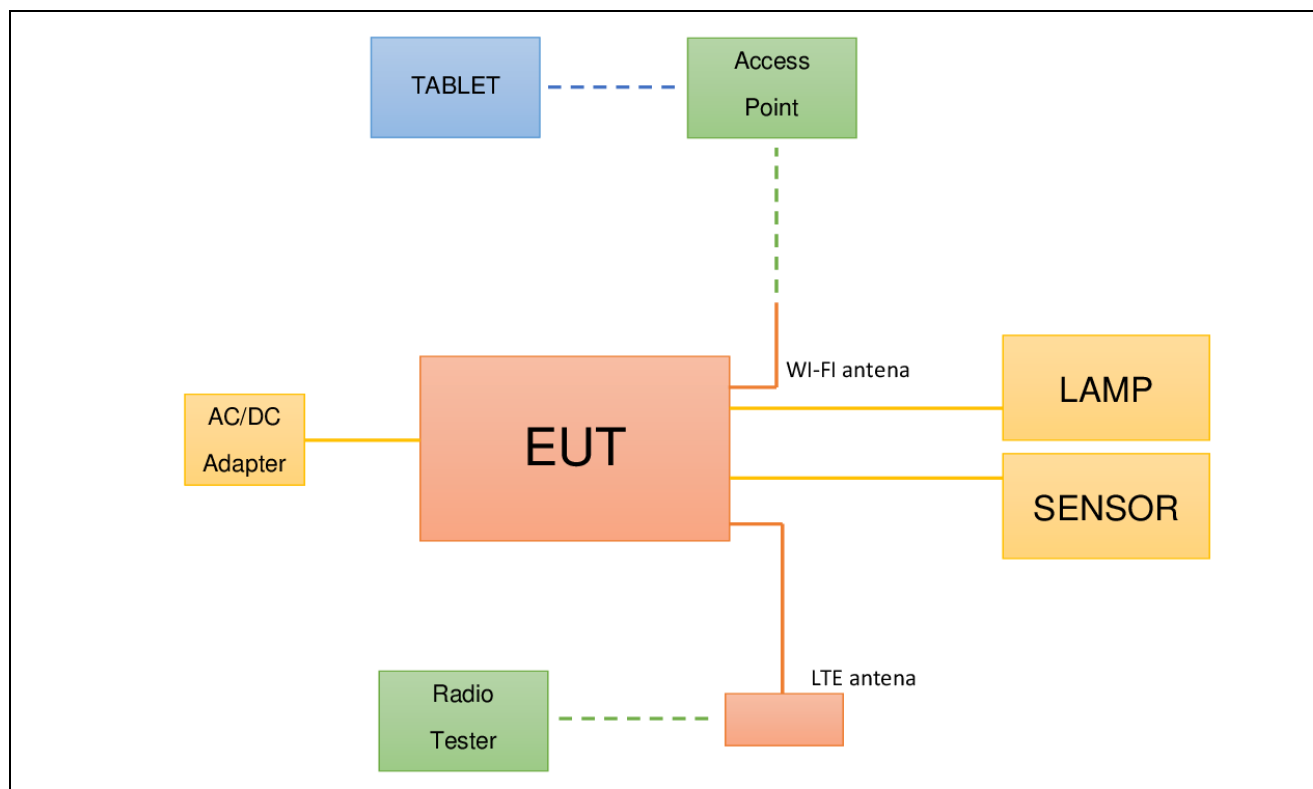 TABLET
Access
Point
WI-FI antena
LAMP
AC/DC
Adapter
EUT
SENSOR
LTE antena
Radio
Tester